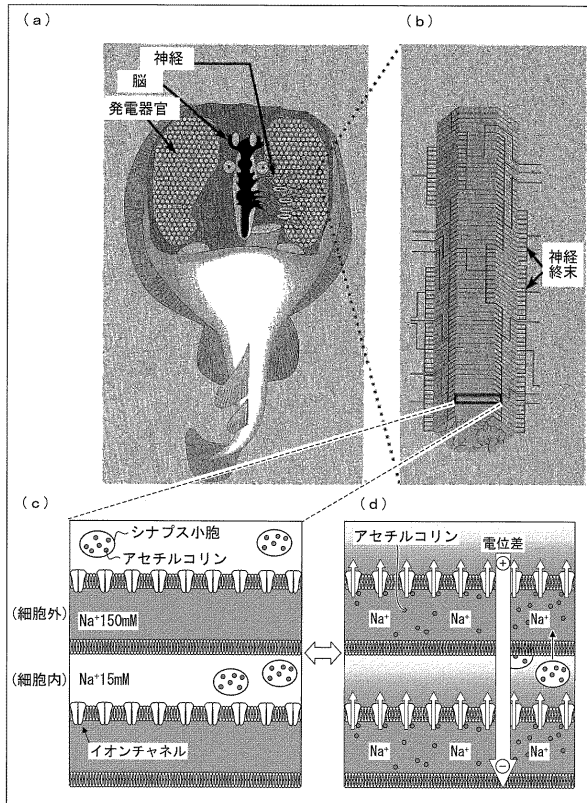 (a)
(b)
神経
脳
発電器官
神経
終末
(c)
(d)
シナプス小胞
アセチルコリン
(細胞外)
Na⁺150mM
(細胞内)
Na⁺15mM
イオンチャネル
アセチルコリン
電位差
+
Na⁺
Na⁺
Na⁺
Na⁺
Na⁺
Na⁺
−